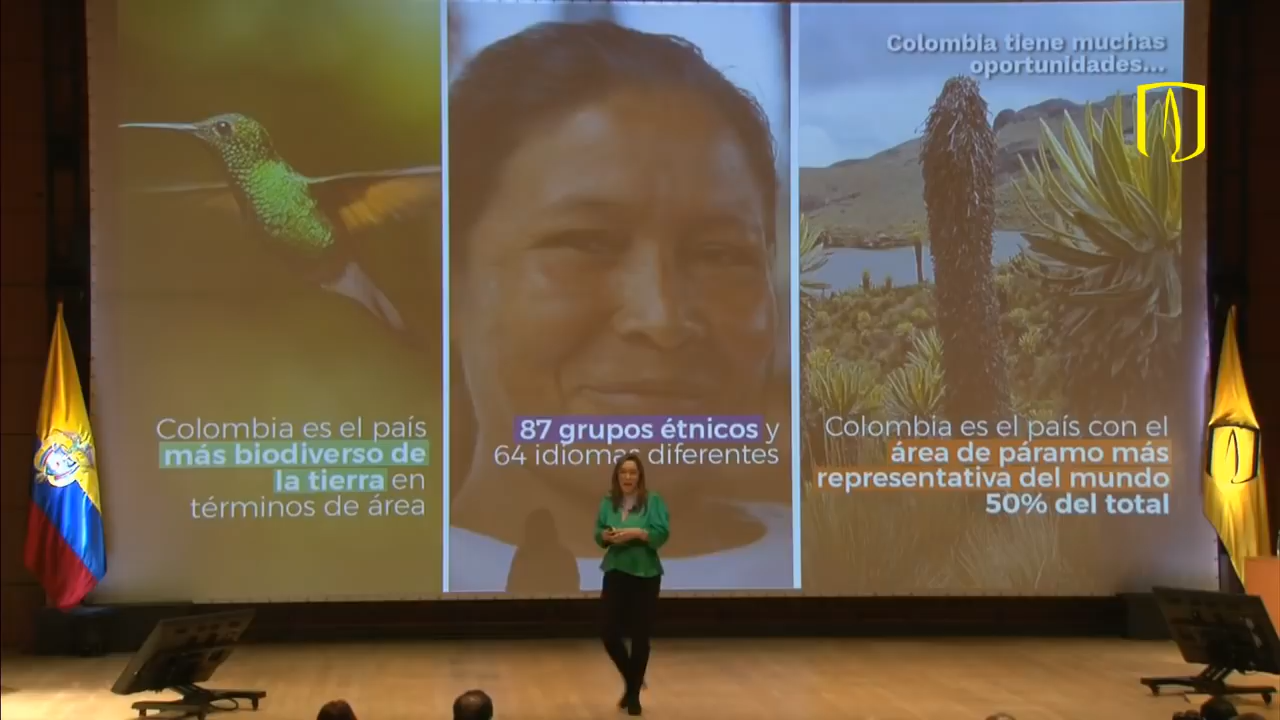 Colombia tiene muchas
oportunidades...
Colombia es el país
más biodiverso de
la tierra en
términos de área
87 grupos étnicos y
64 idiomas diferentes
Colombia es el país con el
área de páramo más
representativa del mundo
50% del total